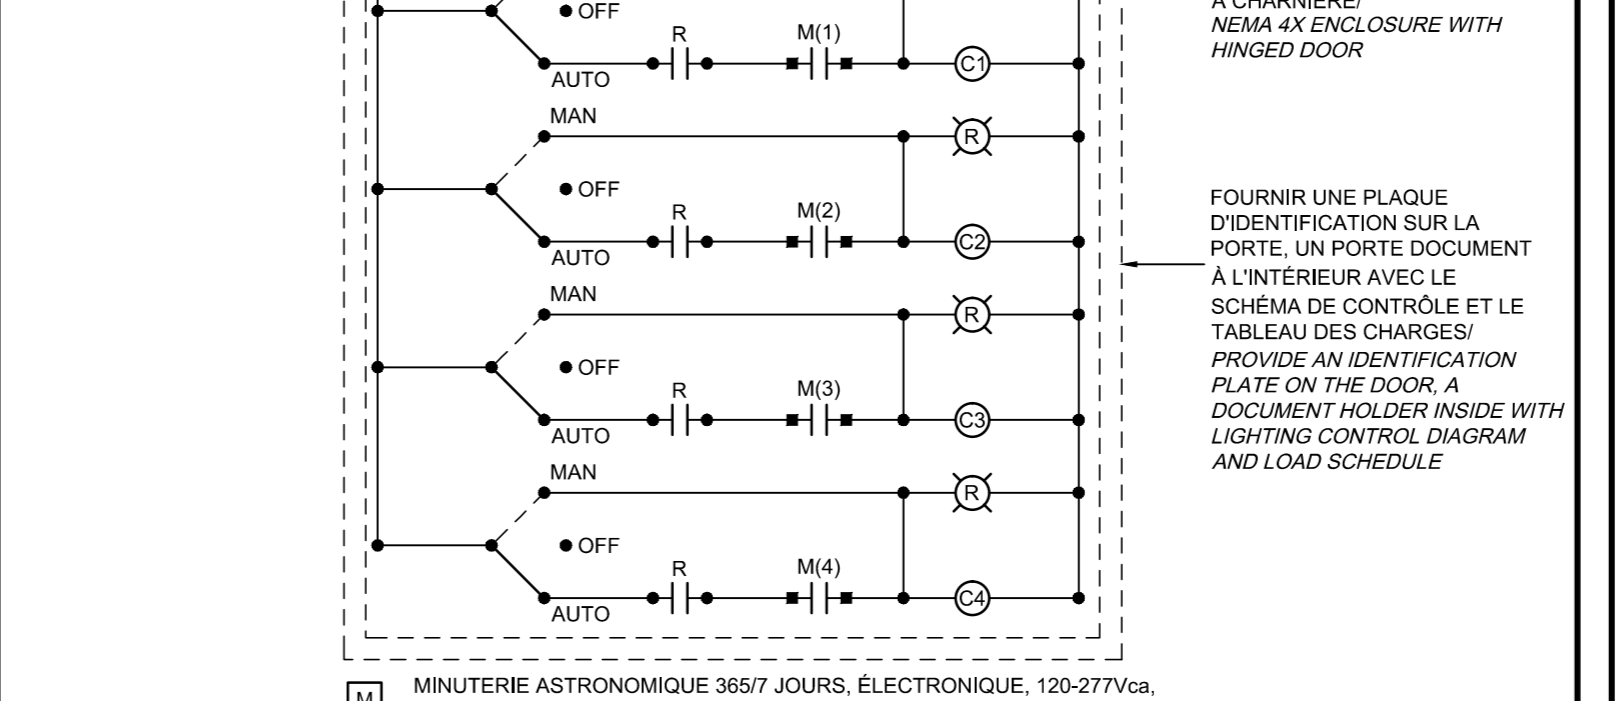 OFF
R
M(1)
C1
AUTO
MAN
R
OFF
R
M(2)
C2
AUTO
MAN
R
OFF
R
M(3)
C3
AUTO
MAN
R
OFF
R
M(4)
C4
AUTO
À CHARNIÈRE/
NEMA 4X ENCLOSURE WITH
HINGED DOOR
FOURNIR UNE PLAQUE
D'IDENTIFICATION SUR LA
PORTE, UN PORTE DOCUMENT
À L'INTÉRIEUR AVEC LE
SCHÉMA DE CONTRÔLE ET LE
TABLEAU DES CHARGES/
PROVIDE AN IDENTIFICATION
PLATE ON THE DOOR, A
DOCUMENT HOLDER INSIDE WITH
LIGHTING CONTROL DIAGRAM
AND LOAD SCHEDULE
M
MINUTERIE ASTRONOMIQUE 365/7 JOURS, ÉLECTRONIQUE, 120-277Vca,